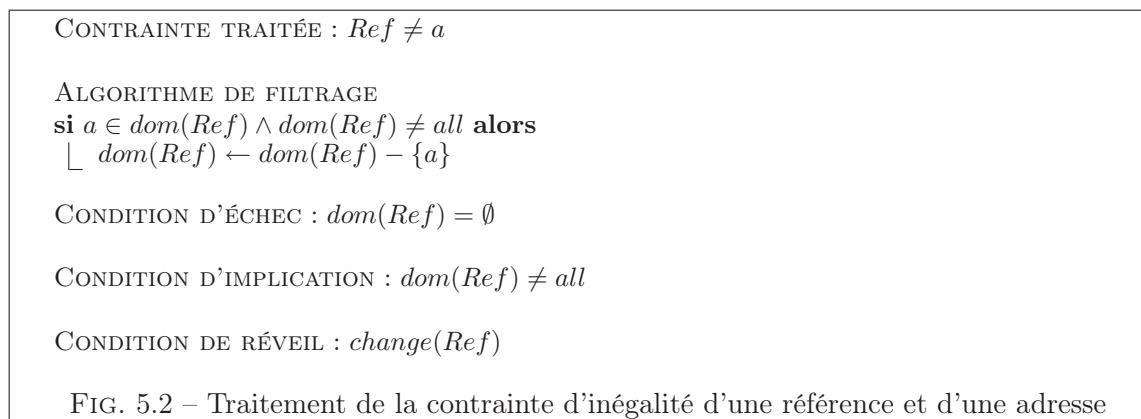 CONTRAINTE TRAITÉE : Ref ≠ a
ALGORITHME DE FILTRAGE
si a ∈ dom(Ref) ∧ dom(Ref) ≠ all alors
dom(Ref) ← dom(Ref) − {a}
CONDITION D'ÉCHEC : dom(Ref) = ∅
CONDITION D'IMPLICATION : dom(Ref) ≠ all
CONDITION DE RÉVEIL : change(Ref)
FIG. 5.2 – Traitement de la contrainte d'inégalité d'une référence et d'une adresse